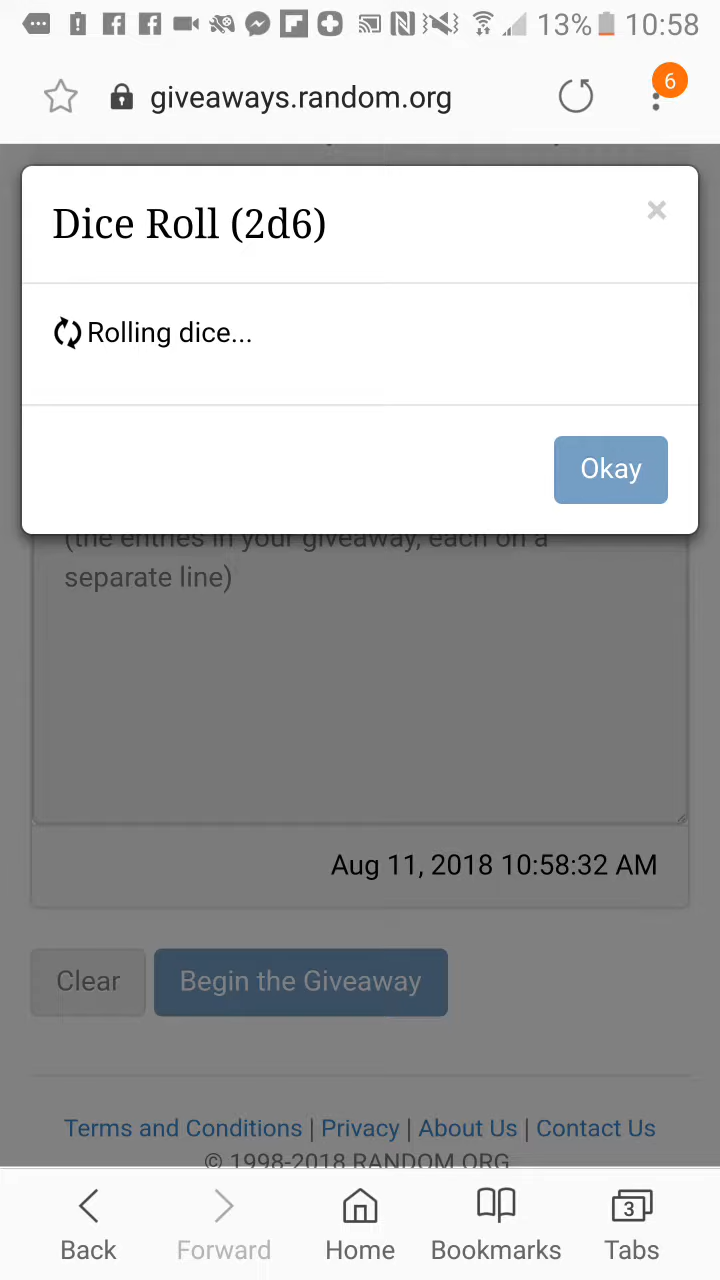 13% 10:58
giveaways.random.org
6
Dice Roll (2d6)
×
Rolling dice...
Okay
(the entries in your giveaway, each on a
separate line)
Aug 11, 2018 10:58:32 AM
Clear
Begin the Giveaway
Terms and Conditions | Privacy | About Us | Contact Us
© 1998-2018 RANDOM.ORG
3
Back
Forward
Home
Bookmarks
Tabs